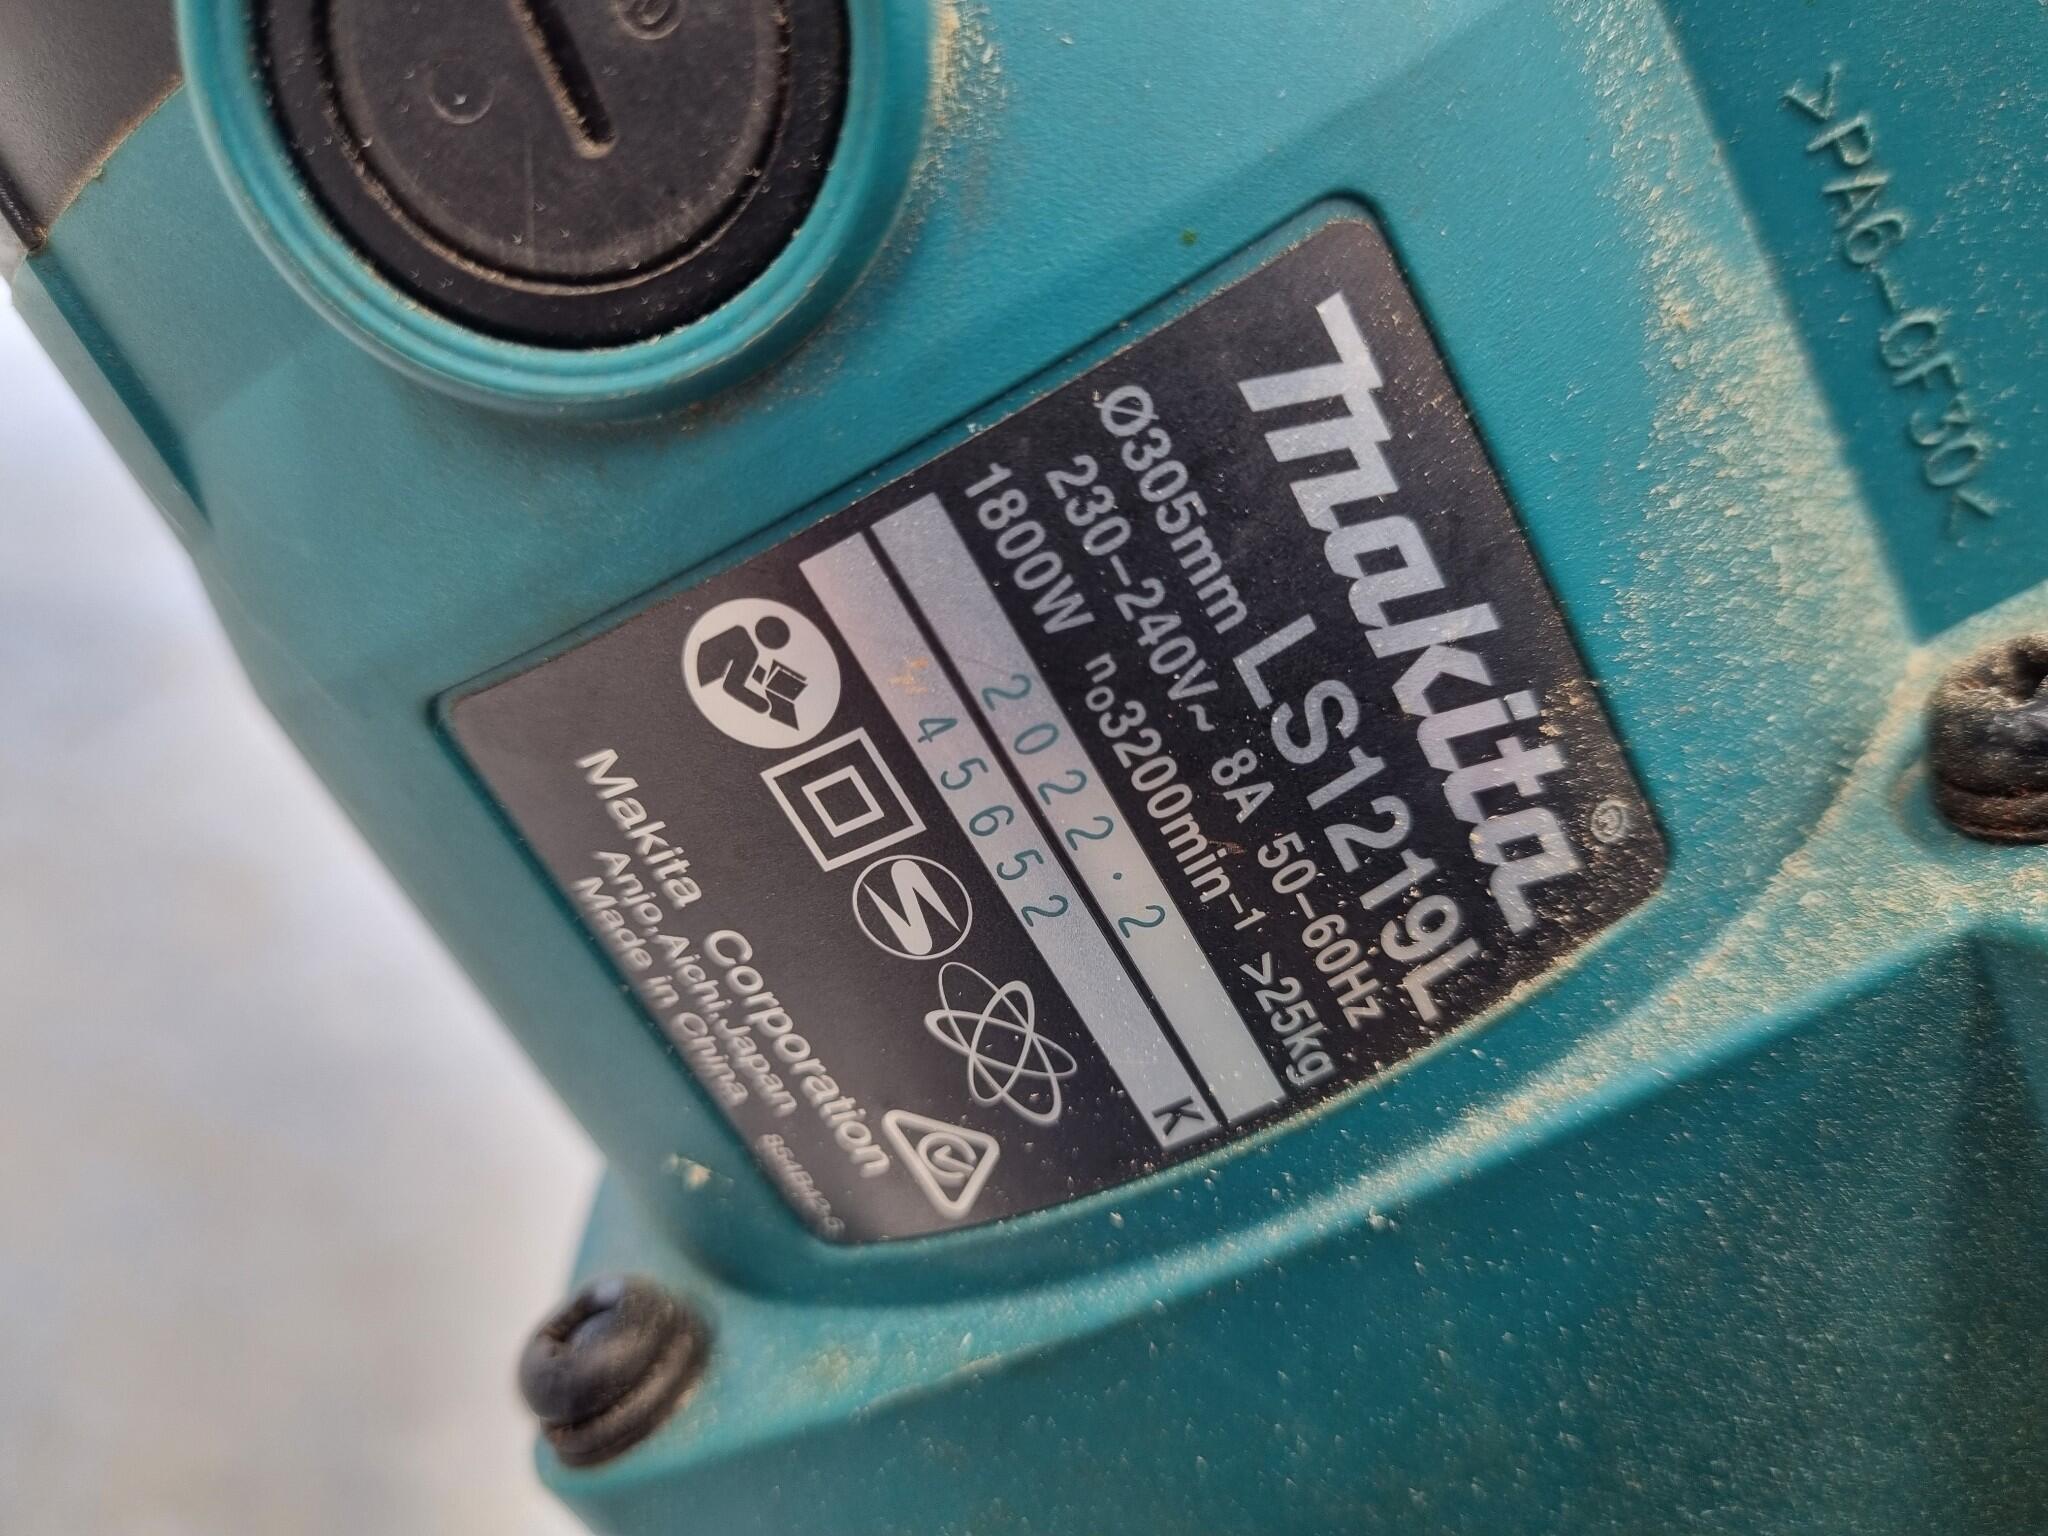 Makita®
Ø305mm LS1219L
230-240V~ 8A 50-60Hz
1800W n₀3200min-1 >25kg
2022.2
45652 K
Makita Corporation
Anjo,Aichi,Japan
Made in China
>PA6-GF30<